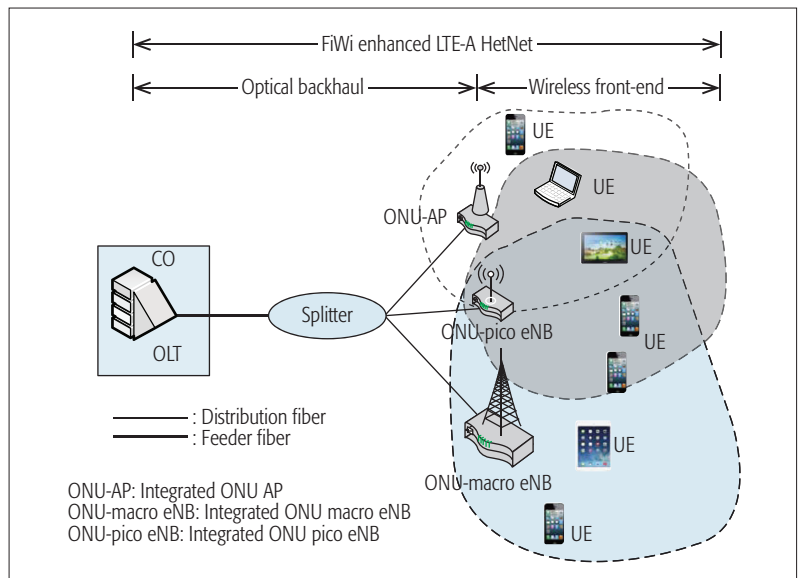 FiWi enhanced LTE-A HetNet
Optical backhaul
Wireless front-end
UE
UE
ONU-AP
UE
CO
Splitter
ONU-pico eNB
UE
OLT
: Distribution fiber
: Feeder fiber
UE
ONU-macro eNB
ONU-AP: Integrated ONU AP
ONU-macro eNB: Integrated ONU macro eNB
ONU-pico eNB: Integrated ONU pico eNB
UE